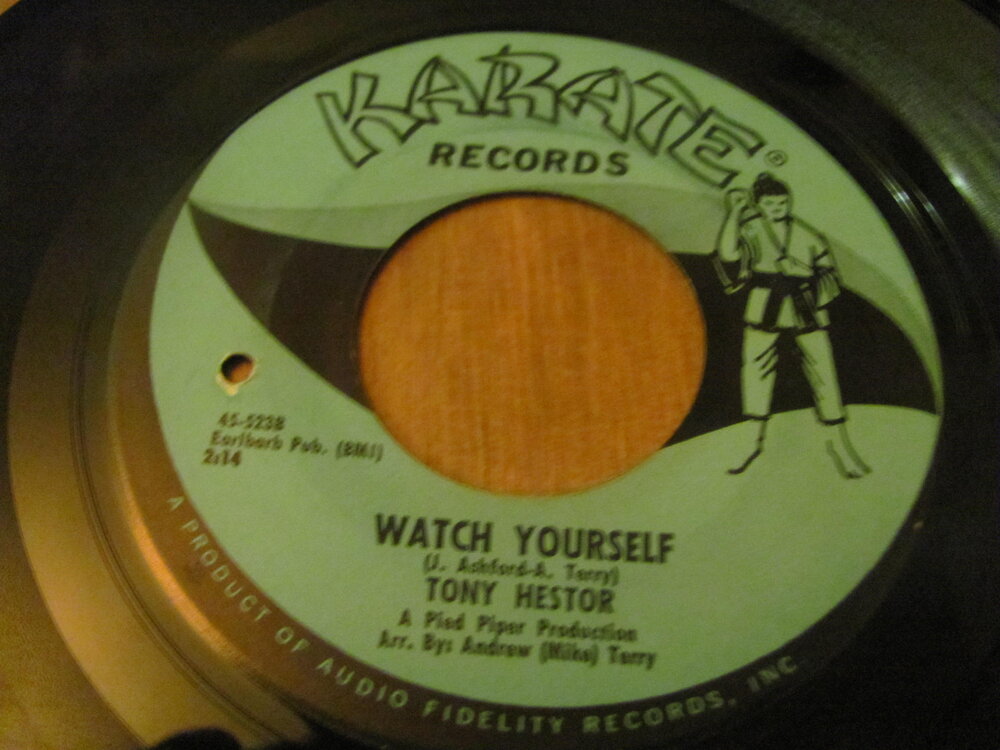 KARATE®
RECORDS
45-523B
Earlbarb Pub. (BMI)
2:14
WATCH YOURSELF
(J. Ashford-A. Terry)
TONY HESTOR
A Pied Piper Production
Arr. By: Andrew (Mike) Terry
A PRODUCT OF AUDIO FIDELITY RECORDS, INC.